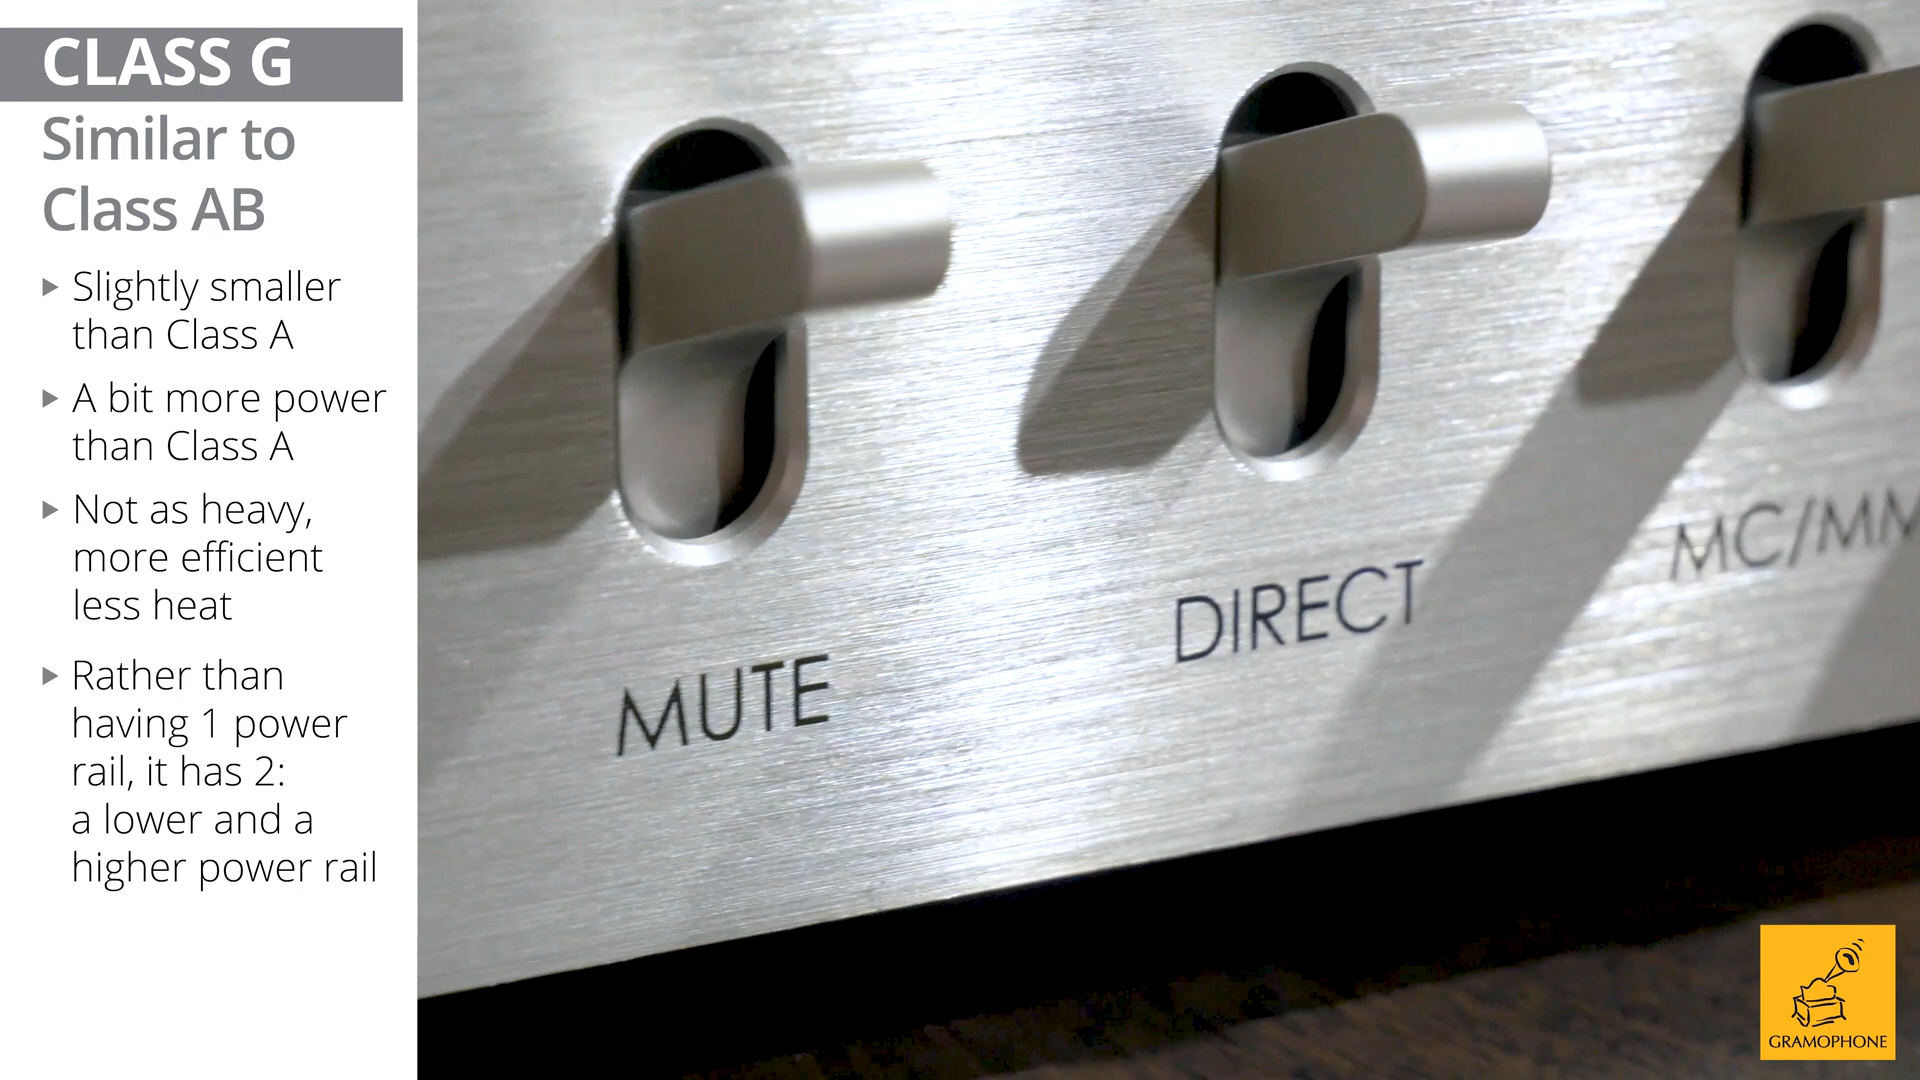 CLASS G
Similar to
Class AB
▸ Slightly smaller
than Class A
▸ A bit more power
than Class A
▸ Not as heavy,
more efficient
less heat
▸ Rather than
having 1 power
rail, it has 2:
a lower and a
higher power rail
MUTE
DIRECT
MC/MM
GRAMOPHONE